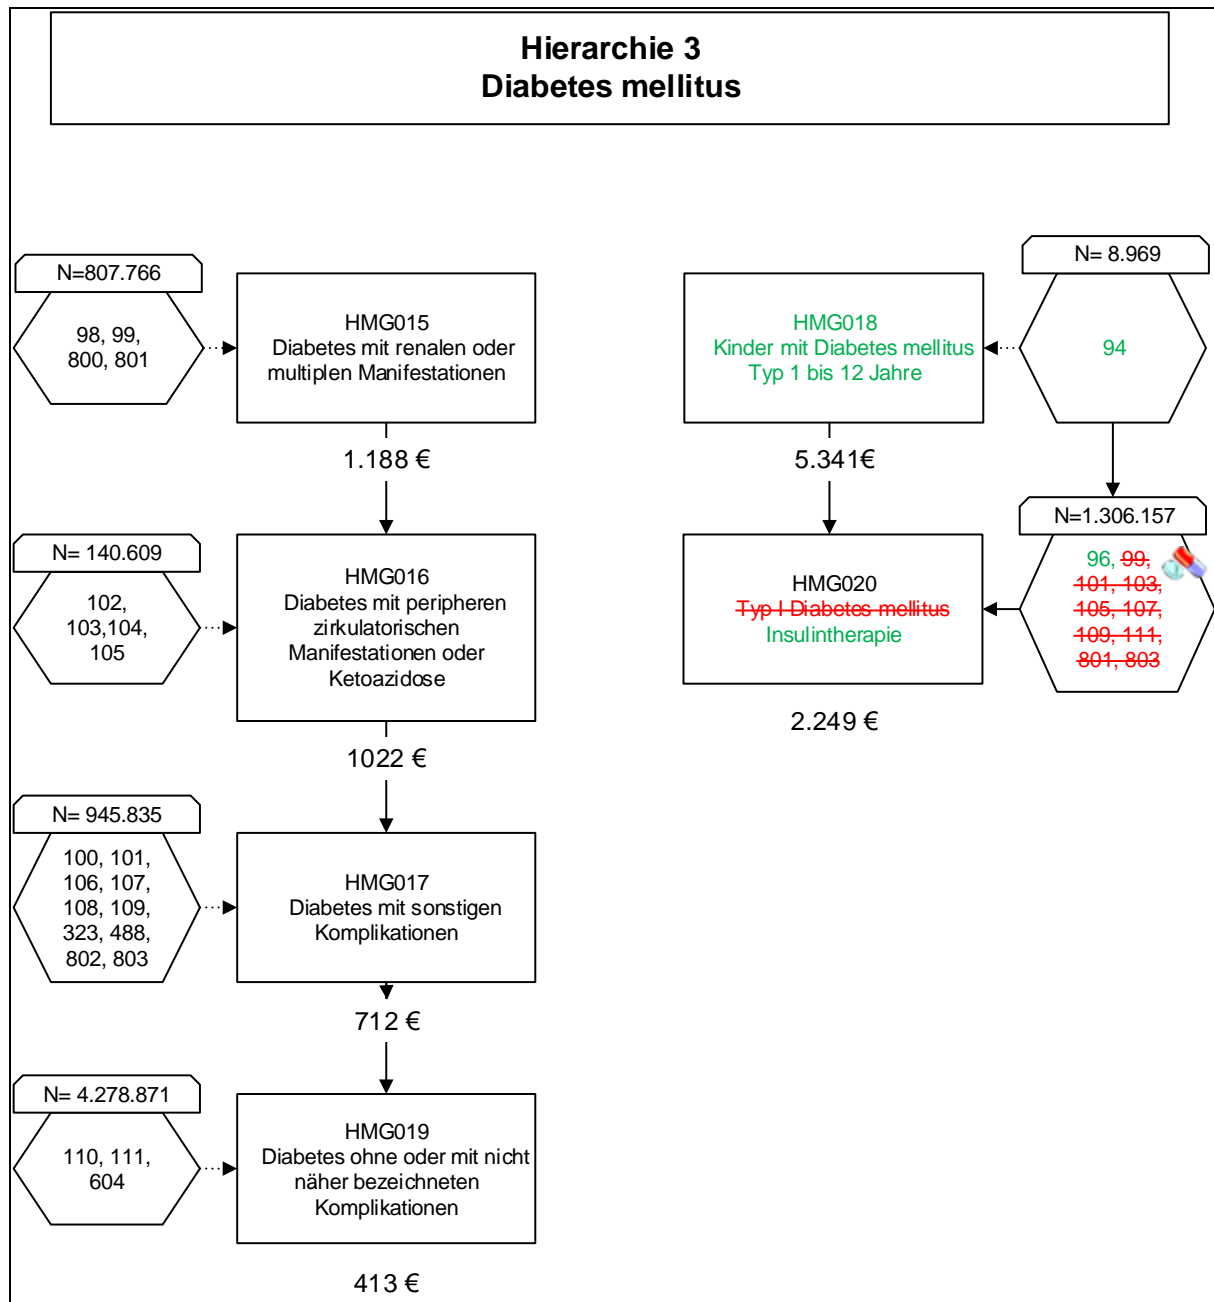 Hierarchie 3
Diabetes mellitus
N=807.766
98, 99,
800, 801
HMG015
Diabetes mit renalen oder
multiplen Manifestationen
1.188 €
N= 140.609
102,
103,104,
105
HMG016
Diabetes mit peripheren
zirkulatorischen
Manifestationen oder
Ketoazidose
1022 €
N= 945.835
100, 101,
106, 107,
108, 109,
323, 488,
802, 803
HMG017
Diabetes mit sonstigen
Komplikationen
712 €
N= 4.278.871
110, 111,
604
HMG019
Diabetes ohne oder mit nicht
näher bezeichneten
Komplikationen
413 €
HMG018
Kinder mit Diabetes mellitus
Typ 1 bis 12 Jahre
5.341€
N= 8.969
94
HMG020
Typ I Diabetes mellitus
Insulintherapie
2.249 €
N=1.306.157
96, 99,
101, 103,
105, 107,
109, 111,
801, 803